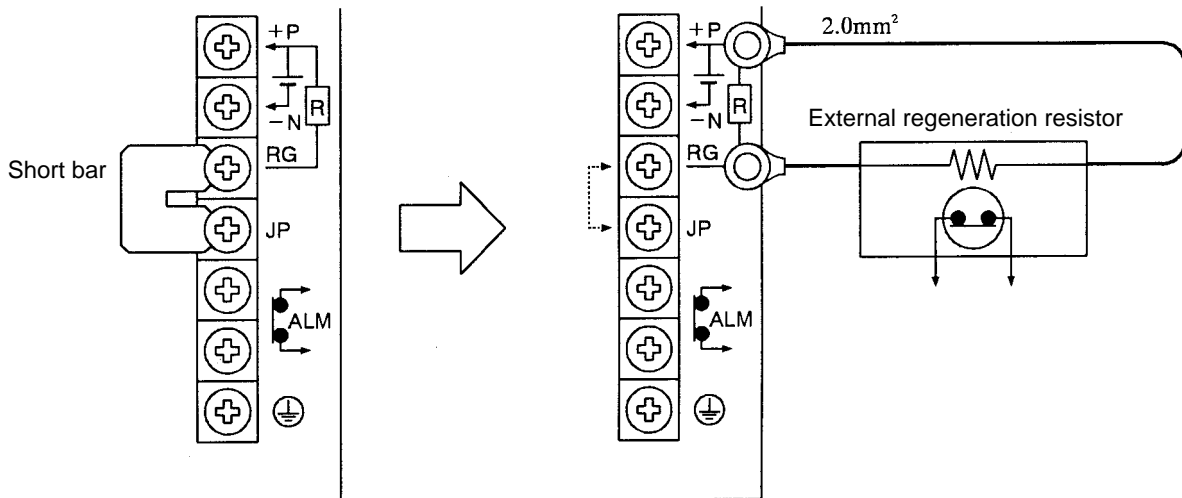 +P
R
−N
RG
Short bar
JP
ALM
+P
2.0mm²
R
−N
External regeneration resistor
RG
JP
ALM